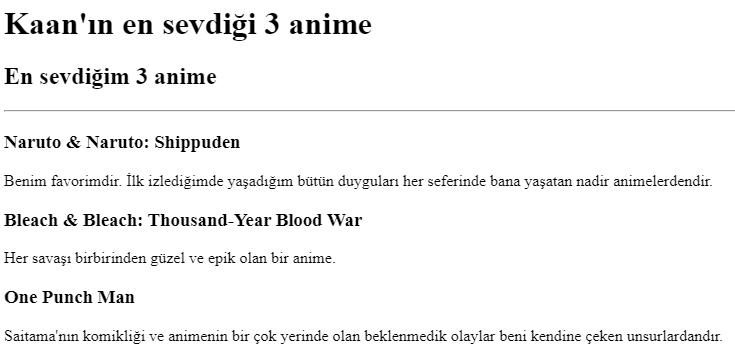 Kaan'ın en sevdiği 3 anime
En sevdiğim 3 anime
Naruto & Naruto: Shippuden
Benim favorimdir. İlk izlediğimde yaşadığım bütün duyguları her seferinde bana yaşatan nadir animelerdendir.
Bleach & Bleach: Thousand-Year Blood War
Her savaşı birbirinden güzel ve epik olan bir anime.
One Punch Man
Saitama'nın komikliği ve animenin bir çok yerinde olan beklenmedik olaylar beni kendine çeken unsurlardandır.